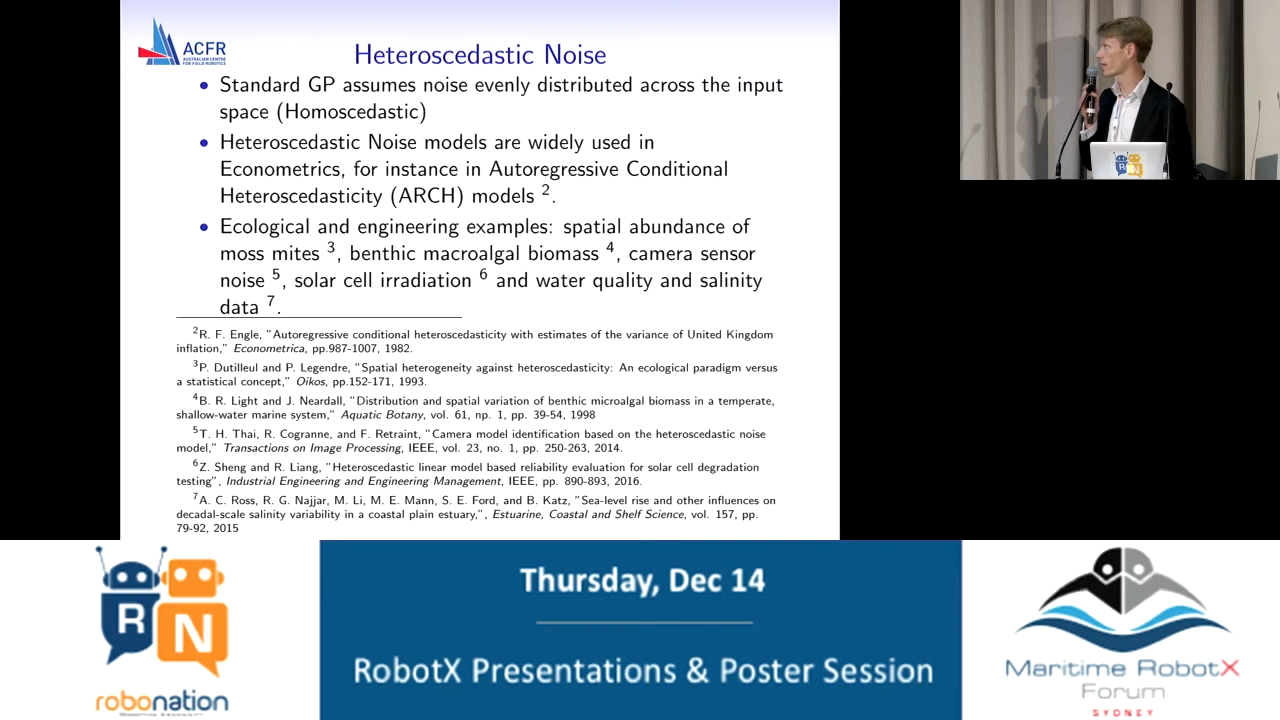 ACFR
AUSTRALIAN CENTRE
FOR FIELD ROBOTICS
Heteroscedastic Noise
• Standard GP assumes noise evenly distributed across the input
space (Homoscedastic)
• Heteroscedastic Noise models are widely used in
Econometrics, for instance in Autoregressive Conditional
Heteroscedasticity (ARCH) models 2.
• Ecological and engineering examples: spatial abundance of
moss mites 3, benthic macroalgal biomass 4, camera sensor
noise 5, solar cell irradiation 6 and water quality and salinity
data 7.
2R. F. Engle, "Autoregressive conditional heteroscedasticity with estimates of the variance of United Kingdom
inflation," Econometrica, pp.987-1007, 1982.
3P. Dutilleul and P. Legendre, "Spatial heterogeneity against heteroscedasticity: An ecological paradigm versus
a statistical concept," Oikos, pp.152-171, 1993.
4B. R. Light and J. Neardall, "Distribution and spatial variation of benthic microalgal biomass in a temperate,
shallow-water marine system," Aquatic Botany, vol. 61, np. 1, pp. 39-54, 1998
5T. H. Thai, R. Cogranne, and F. Retraint, "Camera model identification based on the heteroscedastic noise
model," Transactions on Image Processing, IEEE, vol. 23, no. 1, pp. 250-263, 2014.
6Z. Sheng and R. Liang, "Heteroscedastic linear model based reliability evaluation for solar cell degradation
testing", Industrial Engineering and Engineering Management, IEEE, pp. 890-893, 2016.
7A. C. Ross, R. G. Najjar, M. Li, M. E. Mann, S. E. Ford, and B. Katz, "Sea-level rise and other influences on
decadal-scale salinity variability in a coastal plain estuary,", Estuarine, Coastal and Shelf Science, vol. 157, pp.
79-92, 2015
RN
RN
robonation
Thursday, Dec 14
RobotX Presentations & Poster Session
Maritime RobotX
Forum
SYDNEY